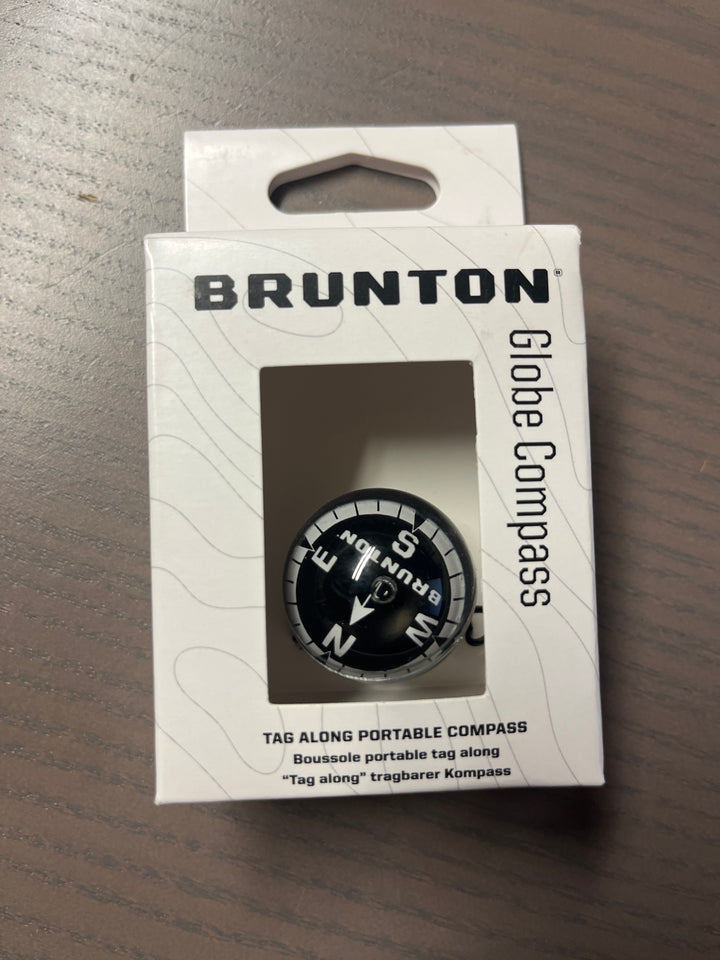 BRUNTON®
Globe Compass
S
E
BRUNTON
W
N
TAG ALONG PORTABLE COMPASS
Boussole portable tag along
“Tag along” tragbarer Kompass